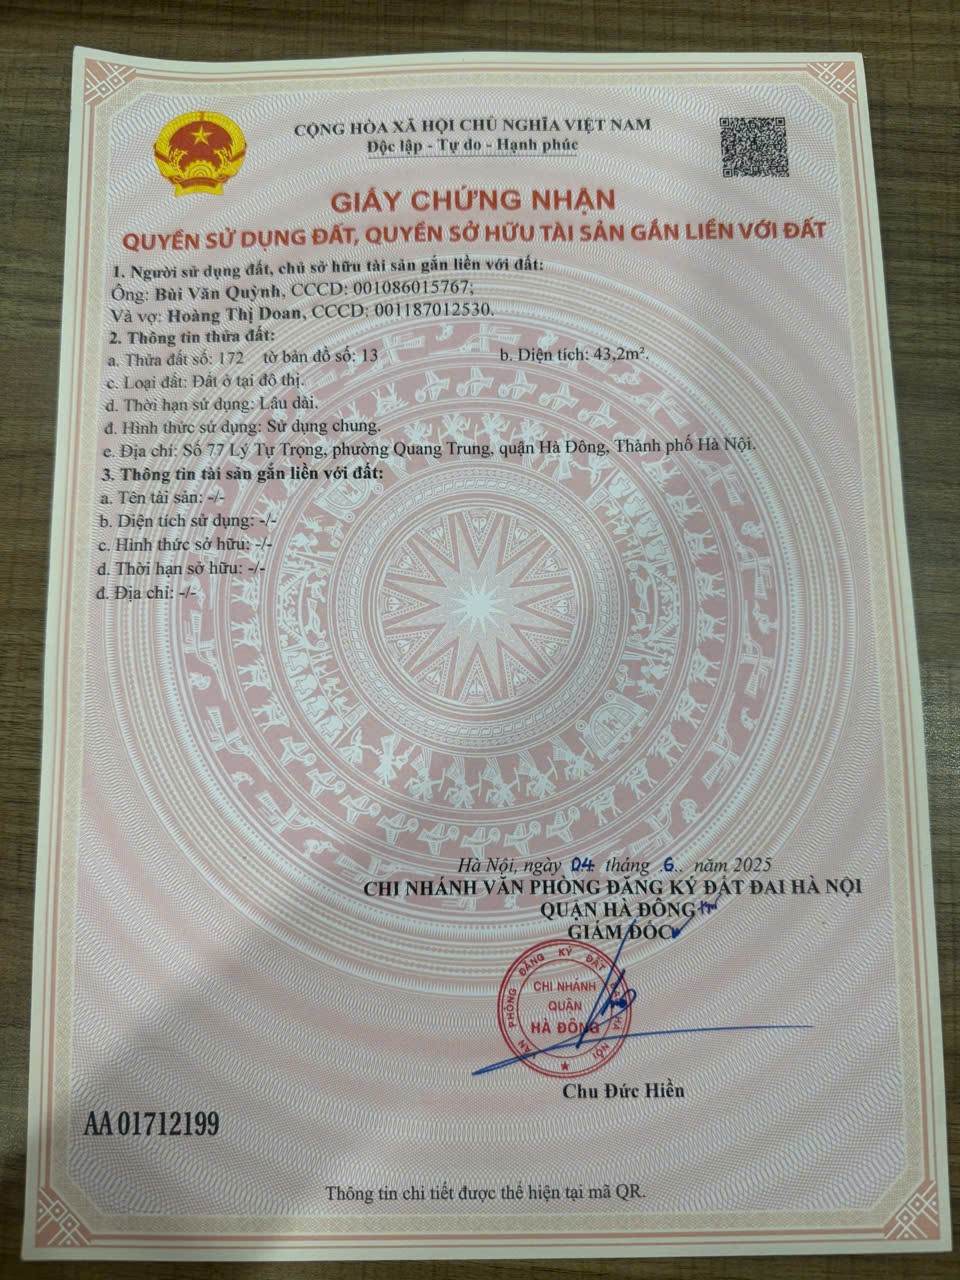 CỘNG HÒA XÃ HỘI CHỦ NGHĨA VIỆT NAM
Độc lập - Tự do - Hạnh phúc
GIẤY CHỨNG NHẬN
QUYỀN SỬ DỤNG ĐẤT, QUYỀN SỞ HỮU TÀI SẢN GẮN LIỀN VỚI ĐẤT
1. Người sử dụng đất, chủ sở hữu tài sản gắn liền với đất:
Ông: Bùi Văn Quỳnh, CCCD: 001086015767;
Và vợ: Hoàng Thị Doan, CCCD: 001187012530.
2. Thông tin thửa đất:
a. Thửa đất số: 172 tờ bản đồ số: 13 b. Diện tích: 43,2m².
c. Loại đất: Đất ở tại đô thị.
d. Thời hạn sử dụng: Lâu dài.
đ. Hình thức sử dụng: Sử dụng chung.
e. Địa chỉ: Số 77 Lý Tự Trọng, phường Quang Trung, quận Hà Đông, Thành phố Hà Nội.
3. Thông tin tài sản gắn liền với đất:
a. Tên tài sản: -/-
b. Diện tích sử dụng: -/-
c. Hình thức sở hữu: -/-
d. Thời hạn sở hữu: -/-
đ. Địa chỉ: -/-
Hà Nội, ngày 04 tháng 6 năm 2025
CHI NHÁNH VĂN PHÒNG ĐĂNG KÝ ĐẤT ĐAI HÀ NỘI
QUẬN HÀ ĐÔNG
GIÁM ĐỐC
VĂN PHÒNG ĐĂNG KÝ ĐẤT ĐAI HÀ NỘI
CHI NHÁNH
QUẬN
HÀ ĐÔNG
Chu Đức Hiền
AA 01712199
Thông tin chi tiết được thể hiện tại mã QR.